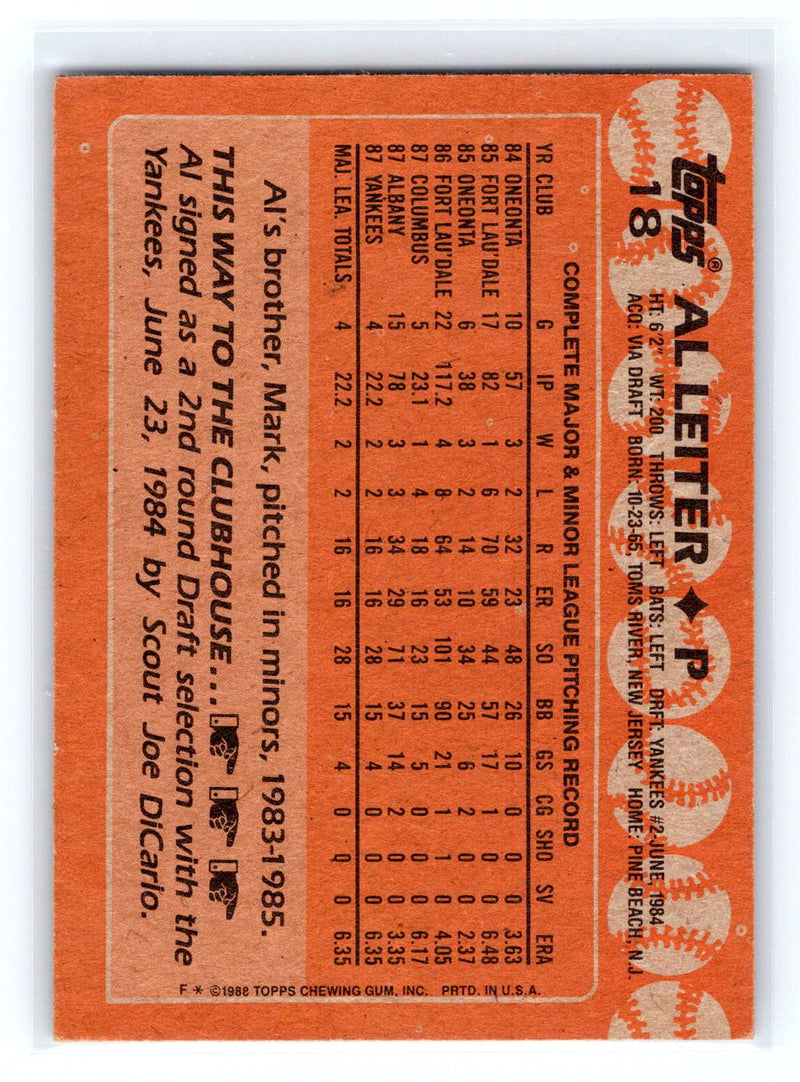 topps®
18
AL LEITER ✦ P
HT: 6'2" WT: 200 THROWS: LEFT BATS: LEFT DRFT: YANKEES #2-JUNE, 1984
ACQ: VIA DRAFT BORN: 10-23-65, TOMS RIVER, NEW JERSEY HOME: PINE BEACH, N.J.
COMPLETE MAJOR & MINOR LEAGUE PITCHING RECORD
YR CLUB G IP W L R ER SO BB GS CG SHO SV ERA
84 ONEONTA 10 57 3 2 32 23 48 26 10 0 0 0 3.63
85 FORT LAU'DALE 17 82 1 6 70 59 44 57 17 1 0 0 6.48
85 ONEONTA 6 38 3 2 14 10 34 25 6 2 0 0 2.37
86 FORT LAU'DALE 22 117.2 4 8 64 53 101 90 21 1 1 0 4.05
87 COLUMBUS 5 23.1 1 4 18 16 23 15 5 0 0 0 6.17
87 ALBANY 15 78 3 3 34 29 71 37 14 2 0 0 3.35
87 YANKEES 4 22.2 2 2 16 16 28 15 4 0 0 0 6.35
MAJ. LEA. TOTALS 4 22.2 2 2 16 16 28 15 4 0 0 0 6.35
Al's brother, Mark, pitched in minors, 1983-1985.
THIS WAY TO THE CLUBHOUSE...
Al signed as a 2nd round Draft selection with the
Yankees, June 23, 1984 by Scout Joe DiCarlo.
F * ©1988 TOPPS CHEWING GUM, INC. PRTD. IN U.S.A.